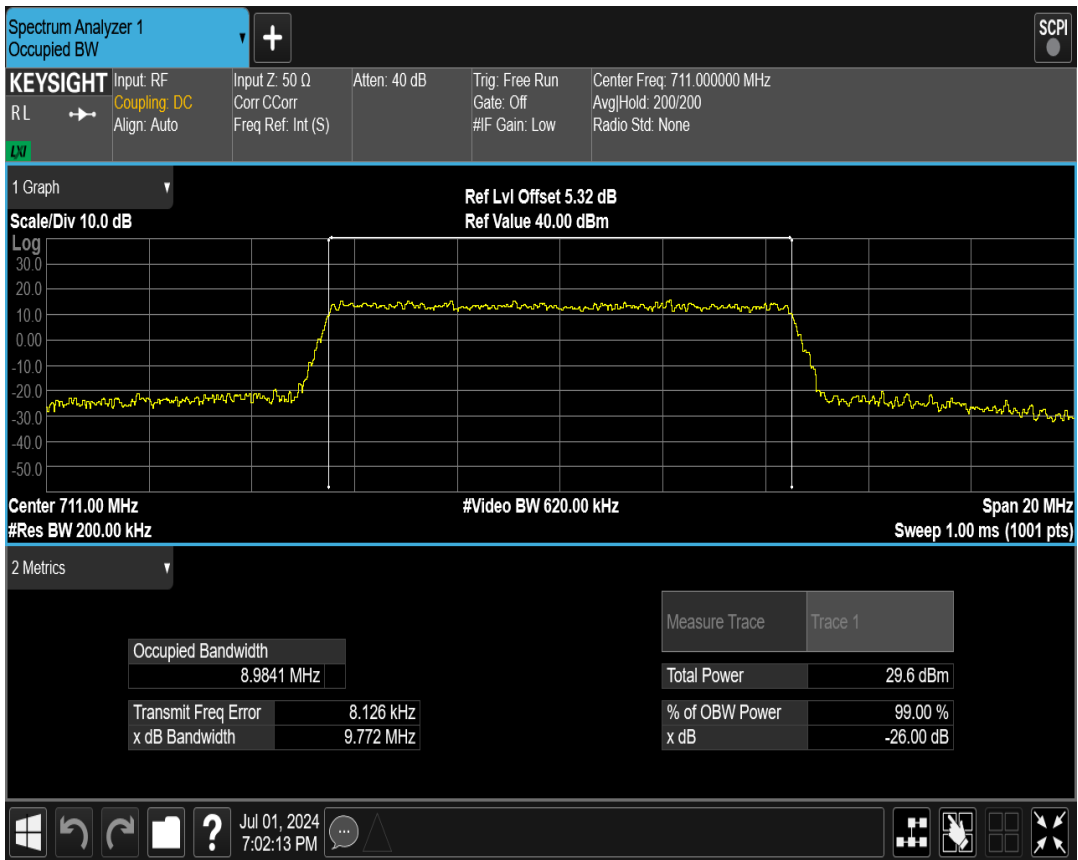 Spectrum Analyzer 1
Occupied BW
+
SCPI
KEYSIGHT
RL
LXI
Input: RF
Coupling: DC
Align: Auto
Input Z: 50 Ω
Corr CCorr
Freq Ref: Int (S)
Atten: 40 dB
Trig: Free Run
Gate: Off
#IF Gain: Low
Center Freq: 711.000000 MHz
Avg|Hold: 200/200
Radio Std: None
1 Graph
Ref Lvl Offset 5.32 dB
Scale/Div 10.0 dB
Ref Value 40.00 dBm
Log
30.0
20.0
10.0
0.00
-10.0
-20.0
-30.0
-40.0
-50.0
Center 711.00 MHz
#Video BW 620.00 kHz
Span 20 MHz
#Res BW 200.00 kHz
Sweep 1.00 ms (1001 pts)
2 Metrics
Measure Trace Trace 1
Occupied Bandwidth
8.9841 MHz
Total Power 29.6 dBm
Transmit Freq Error 8.126 kHz
% of OBW Power 99.00 %
x dB Bandwidth 9.772 MHz
x dB -26.00 dB
?
Jul 01, 2024
7:02:13 PM